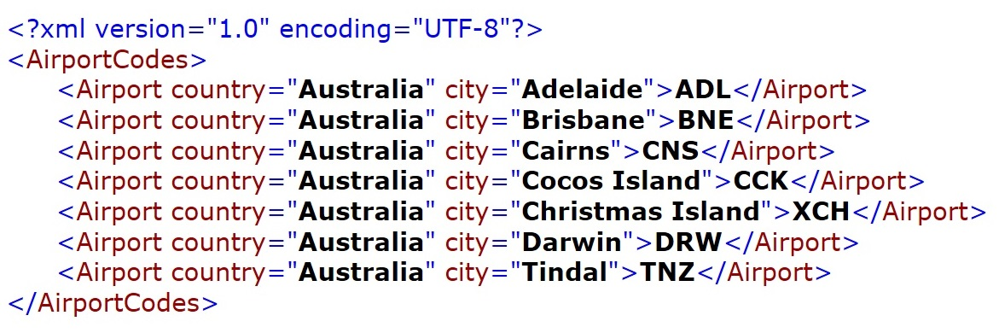 <?xml version="1.0" encoding="UTF-8"?>
<AirportCodes>
<Airport country="Australia" city="Adelaide">ADL</Airport>
<Airport country="Australia" city="Brisbane">BNE</Airport>
<Airport country="Australia" city="Cairns">CNS</Airport>
<Airport country="Australia" city="Cocos Island">CCK</Airport>
<Airport country="Australia" city="Christmas Island">XCH</Airport>
<Airport country="Australia" city="Darwin">DRW</Airport>
<Airport country="Australia" city="Tindal">TNZ</Airport>
</AirportCodes>